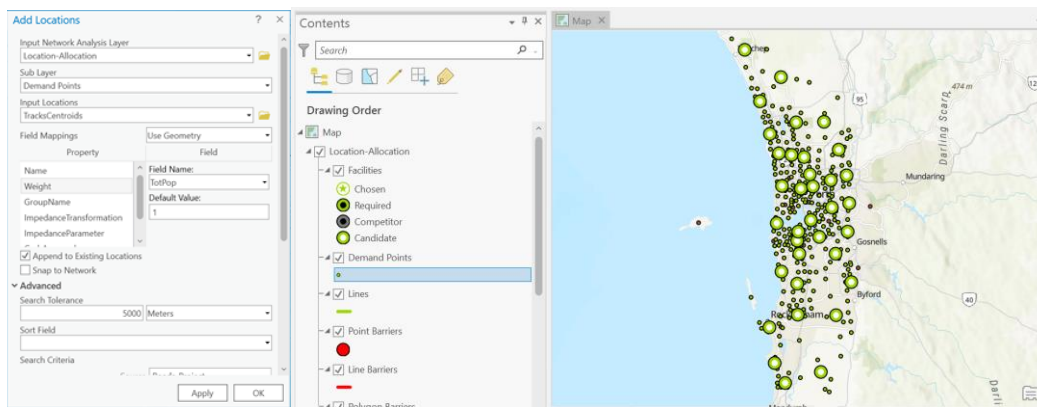 Add Locations
?
×
Input Network Analysis Layer
Location-Allocation
Sub Layer
Demand Points
Input Locations
TracksCentroids
Field Mappings
Use Geometry
Property
Field
Name
Weight
GroupName
ImpedanceTransformation
ImpedanceParameter
Field Name:
TotPop
Default Value:
1
Append to Existing Locations
Snap to Network
Advanced
Search Tolerance
5000 Meters
Sort Field
Search Criteria
Apply
OK
Contents
Search
Drawing Order
Map
Location-Allocation
Facilities
Chosen
Required
Competitor
Candidate
Demand Points
Lines
Point Barriers
Line Barriers
Polygon Barriers
Map ×
95
474 m
Darling Scarp
Mundaring
Gosnells
Byford
40